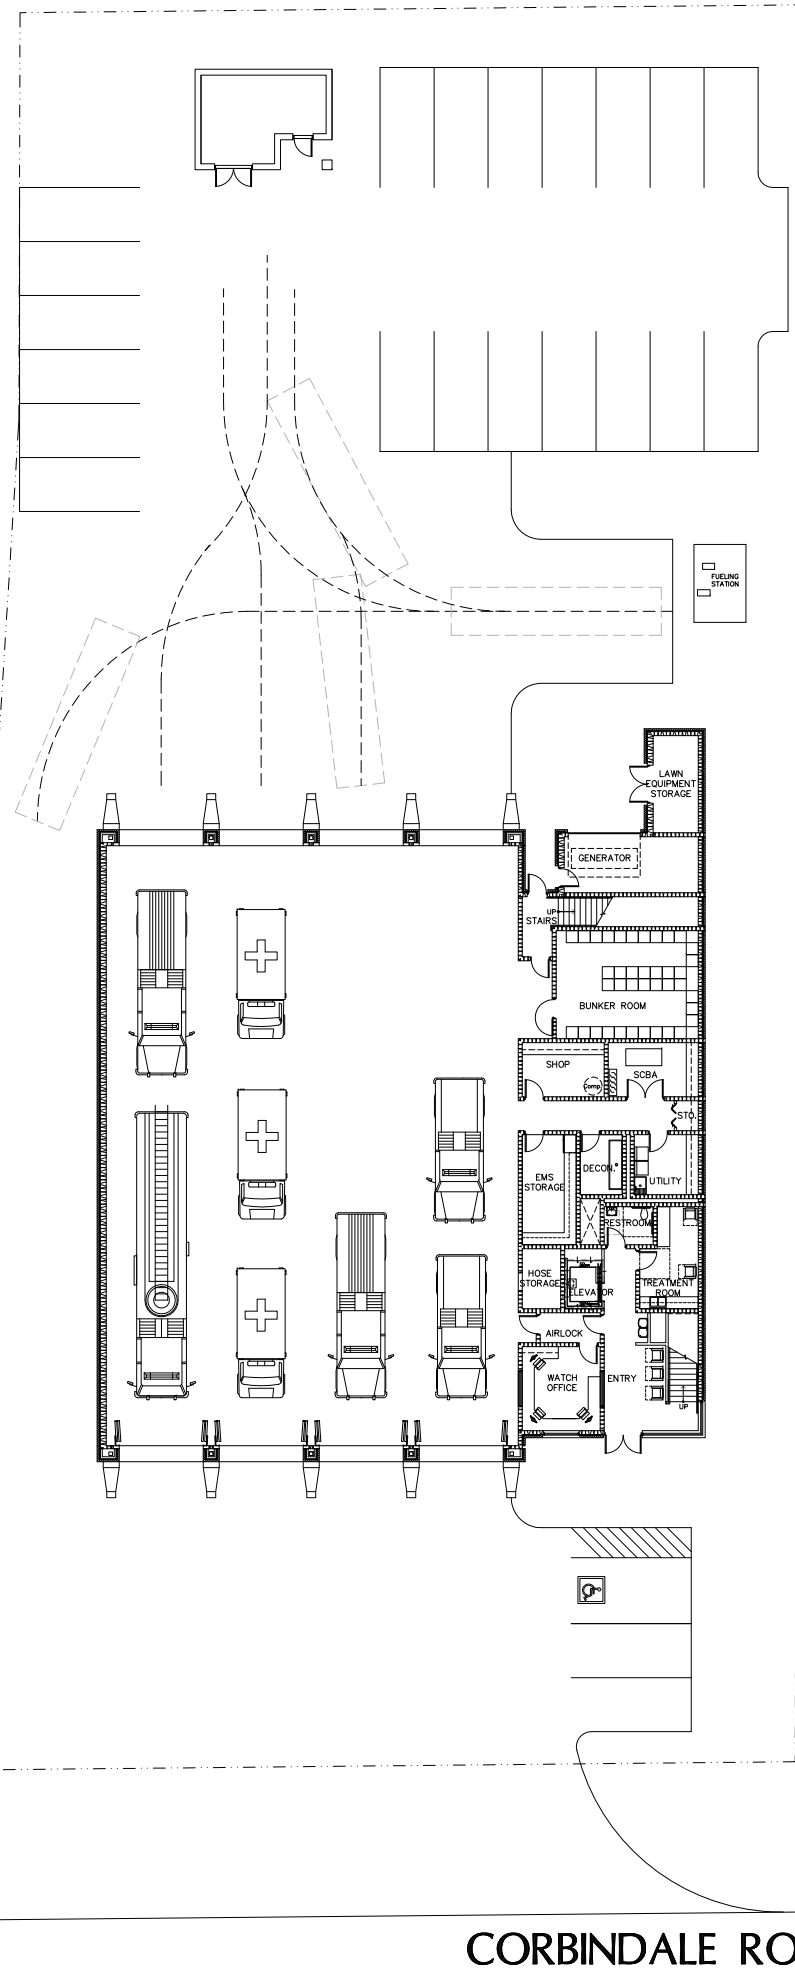 FUELING
STATION
LAWN
EQUIPMENT
STORAGE
GENERATOR
UP
STAIRS
BUNKER ROOM
SHOP
SCBA
Comp.
STO.
EMS
STORAGE
DECON.
UTILITY
RESTROOM
HOSE
STORAGE
ELEVATOR
TREATMENT
ROOM
AIRLOCK
WATCH
OFFICE
ENTRY
UP
CORBINDALE RO